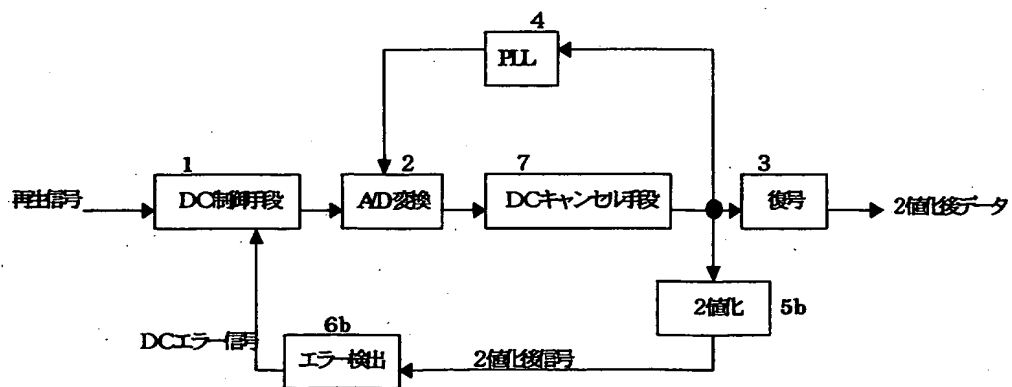 4
PLL
1
2
7
3
再生信号
DC制御手段
A/D変換
DCキャンセル手段
復号
2値化後データ
2値化
5b
6b
DCエラー信号
エラー検出
2値化後信号